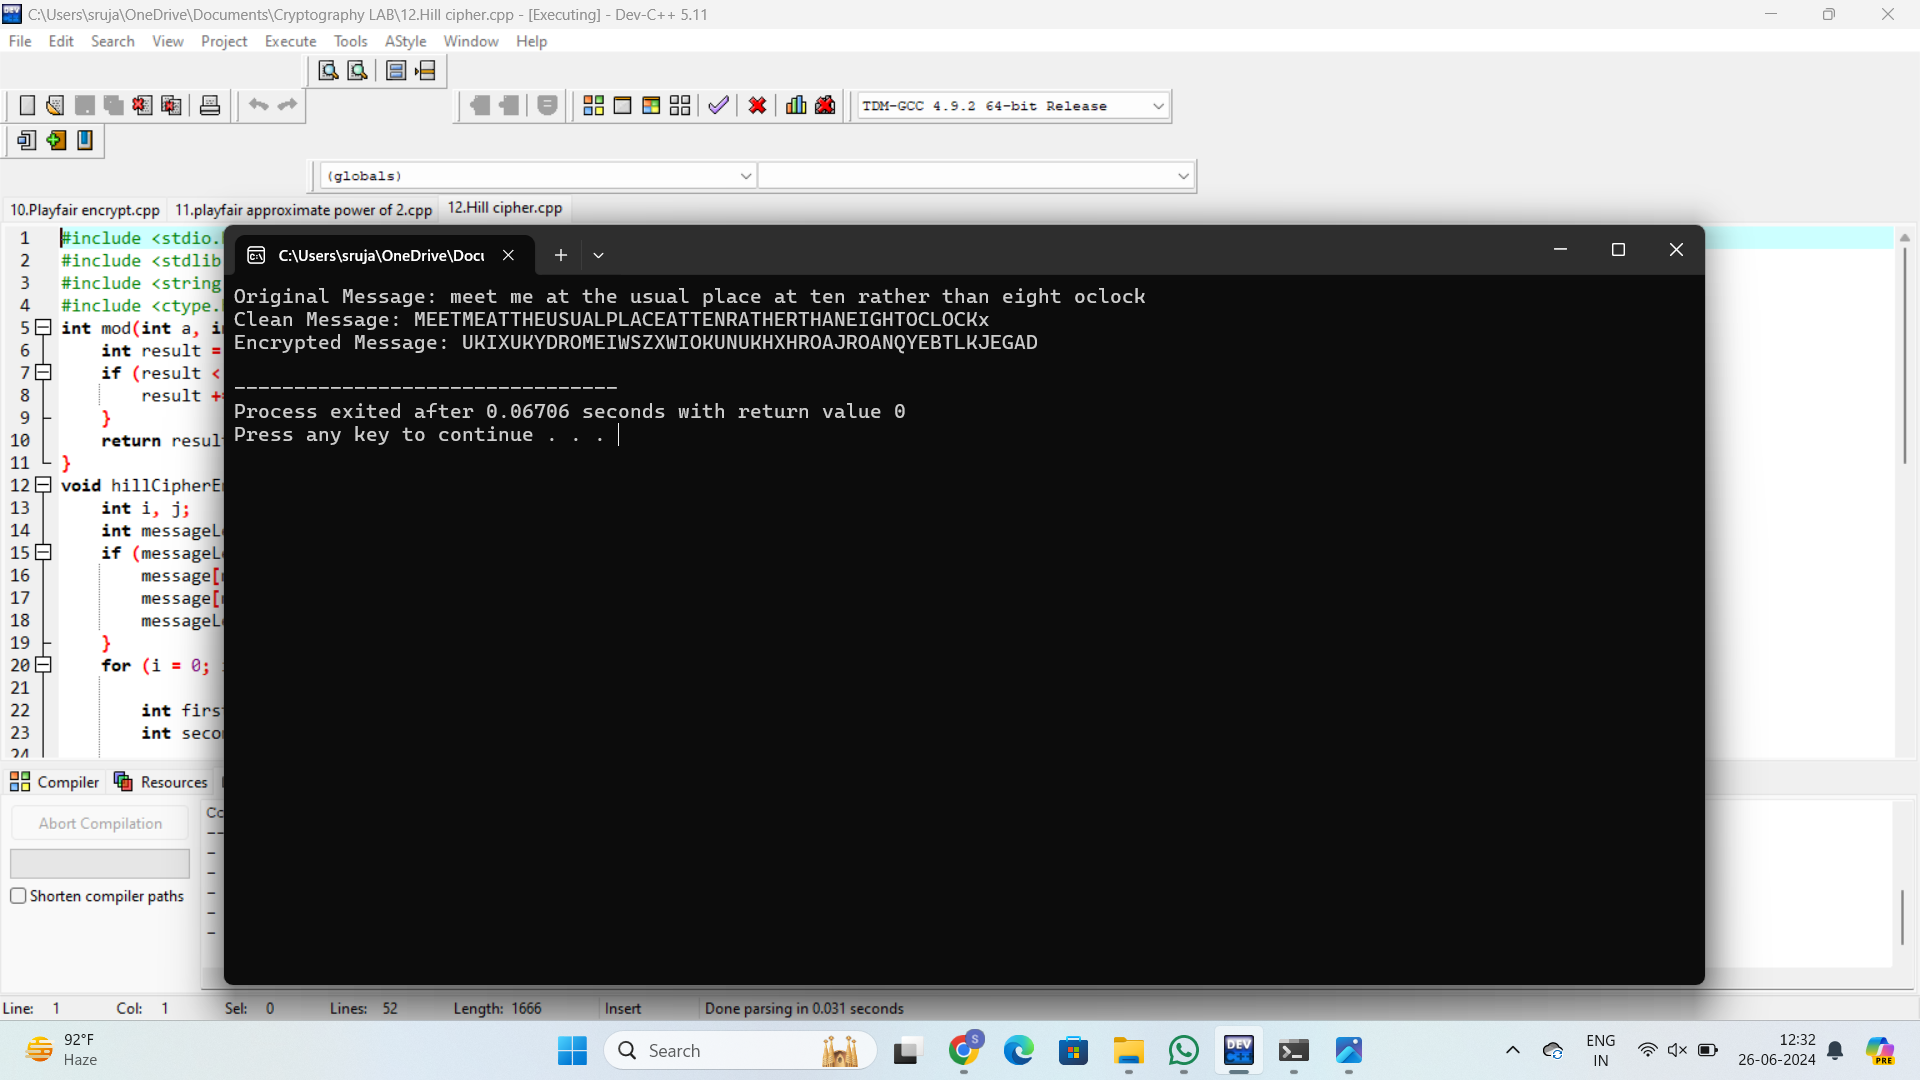 C:\Users\sruja\OneDrive\Documents\Cryptography LAB\12.Hill cipher.cpp - [Executing] - Dev-C++ 5.11
File Edit Search View Project Execute Tools AStyle Window Help
TDM-GCC 4.9.2 64-bit Release
(globals)
10.Playfair encrypt.cpp 11.playfair approximate power of 2.cpp 12.Hill cipher.cpp
1 #include <stdio.
2 #include <stdlib
3 #include <string
4 #include <ctype.
5 int mod(int a, i
6 int result =
7 if (result <
8 result +
9 }
10 return resul
11 }
12 void hillCipherE
13 int i, j;
14 int messageL
15 if (messageL
16 message[
17 message[
18 messageL
19 }
20 for (i = 0;
21
22 int firs
23 int seco
24
C:\Users\sruja\OneDrive\Docu
Original Message: meet me at the usual place at ten rather than eight oclock
Clean Message: MEETMEATTHEUSUALPLACEATTENRATHERTHANEIGHTOCLOCKx
Encrypted Message: UKIXUKYDROMEIWSZXWIOKUNUKHXHROAJROANQYEBTLKJEGAD
--------------------------------
Process exited after 0.06706 seconds with return value 0
Press any key to continue . . .
Compiler Resources
Abort Compilation
Shorten compiler paths
Line: 1 Col: 1 Sel: 0 Lines: 52 Length: 1666 Insert Done parsing in 0.031 seconds
92°F
Haze
Search
DEV
S
ENG
IN
12:32
26-06-2024
PRE